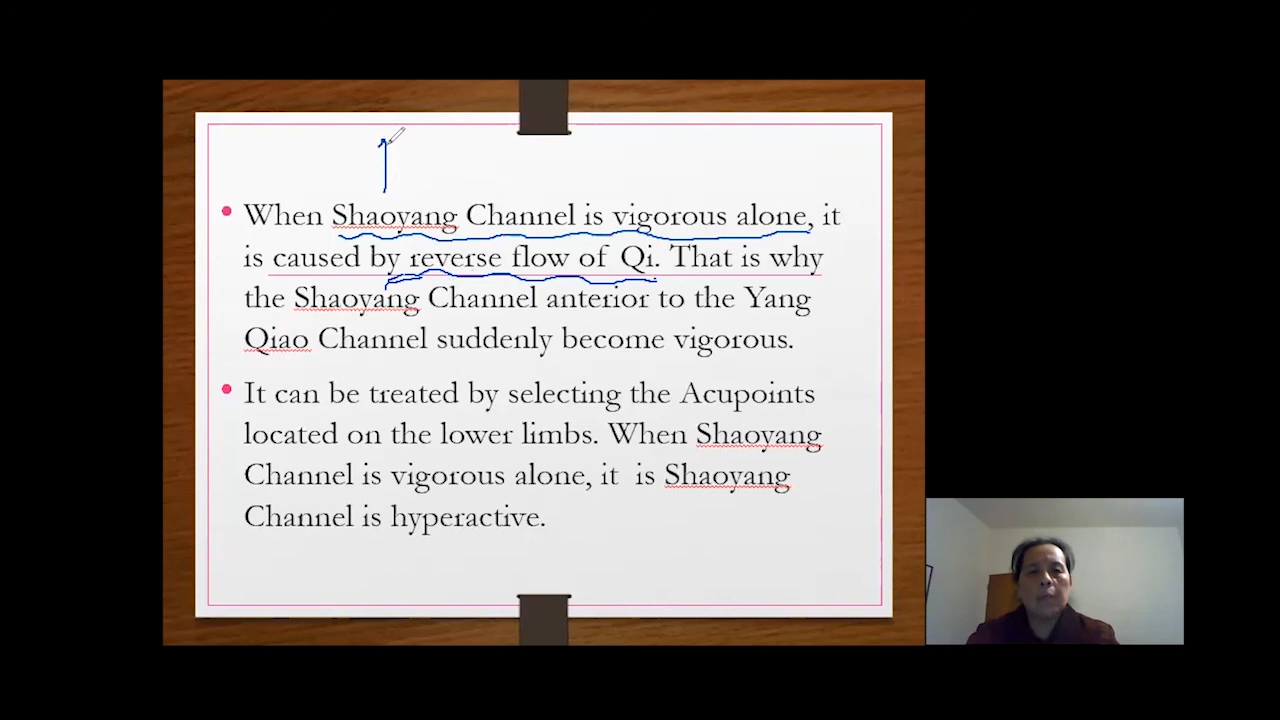 • When Shaoyang Channel is vigorous alone, it
is caused by reverse flow of Qi. That is why
the Shaoyang Channel anterior to the Yang
Qiao Channel suddenly become vigorous.
• It can be treated by selecting the Acupoints
located on the lower limbs. When Shaoyang
Channel is vigorous alone, it is Shaoyang
Channel is hyperactive.